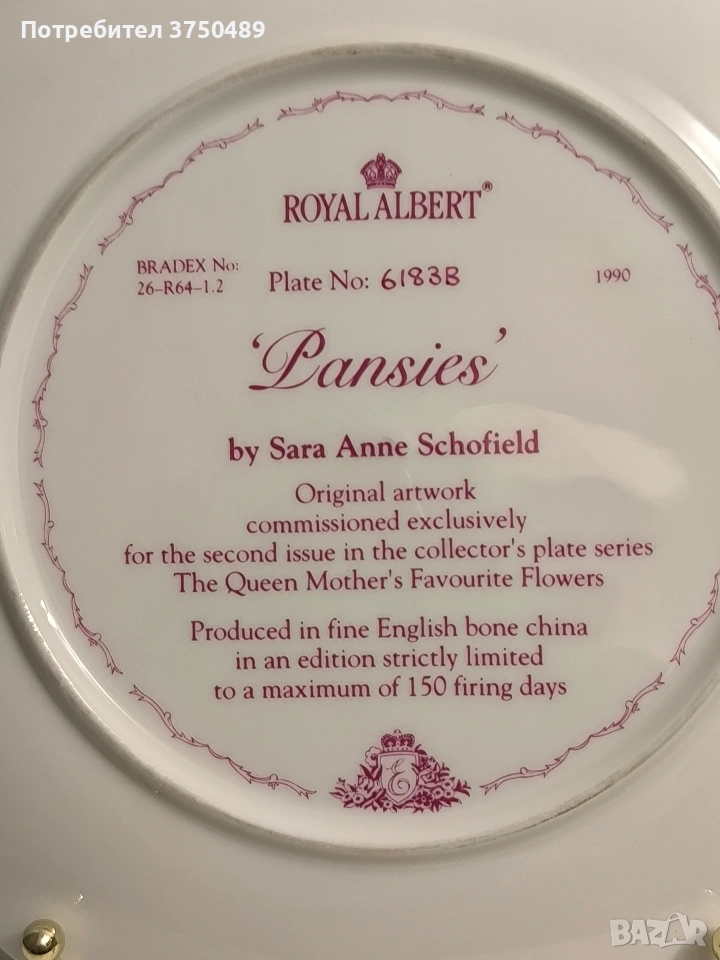 Потребител 3750489
ROYAL ALBERT®
BRADEX No:
26–R64–1.2
Plate No: 6183B
1990
‘Pansies’
by Sara Anne Schofield
Original artwork
commissioned exclusively
for the second issue in the collector's plate series
The Queen Mother's Favourite Flowers
Produced in fine English bone china
in an edition strictly limited
to a maximum of 150 firing days
E
BAZAR